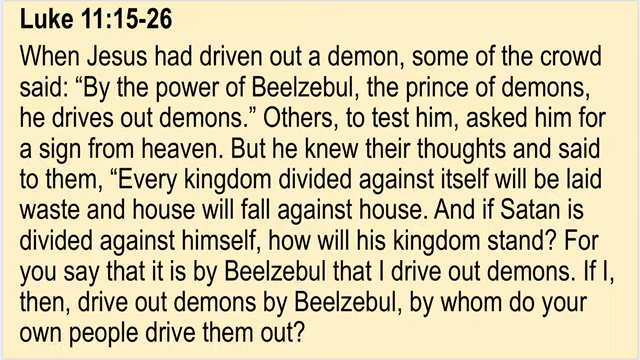 Luke 11:15-26
When Jesus had driven out a demon, some of the crowd
said: “By the power of Beelzebul, the prince of demons,
he drives out demons.” Others, to test him, asked him for
a sign from heaven. But he knew their thoughts and said
to them, “Every kingdom divided against itself will be laid
waste and house will fall against house. And if Satan is
divided against himself, how will his kingdom stand? For
you say that it is by Beelzebul that I drive out demons. If I,
then, drive out demons by Beelzebul, by whom do your
own people drive them out?